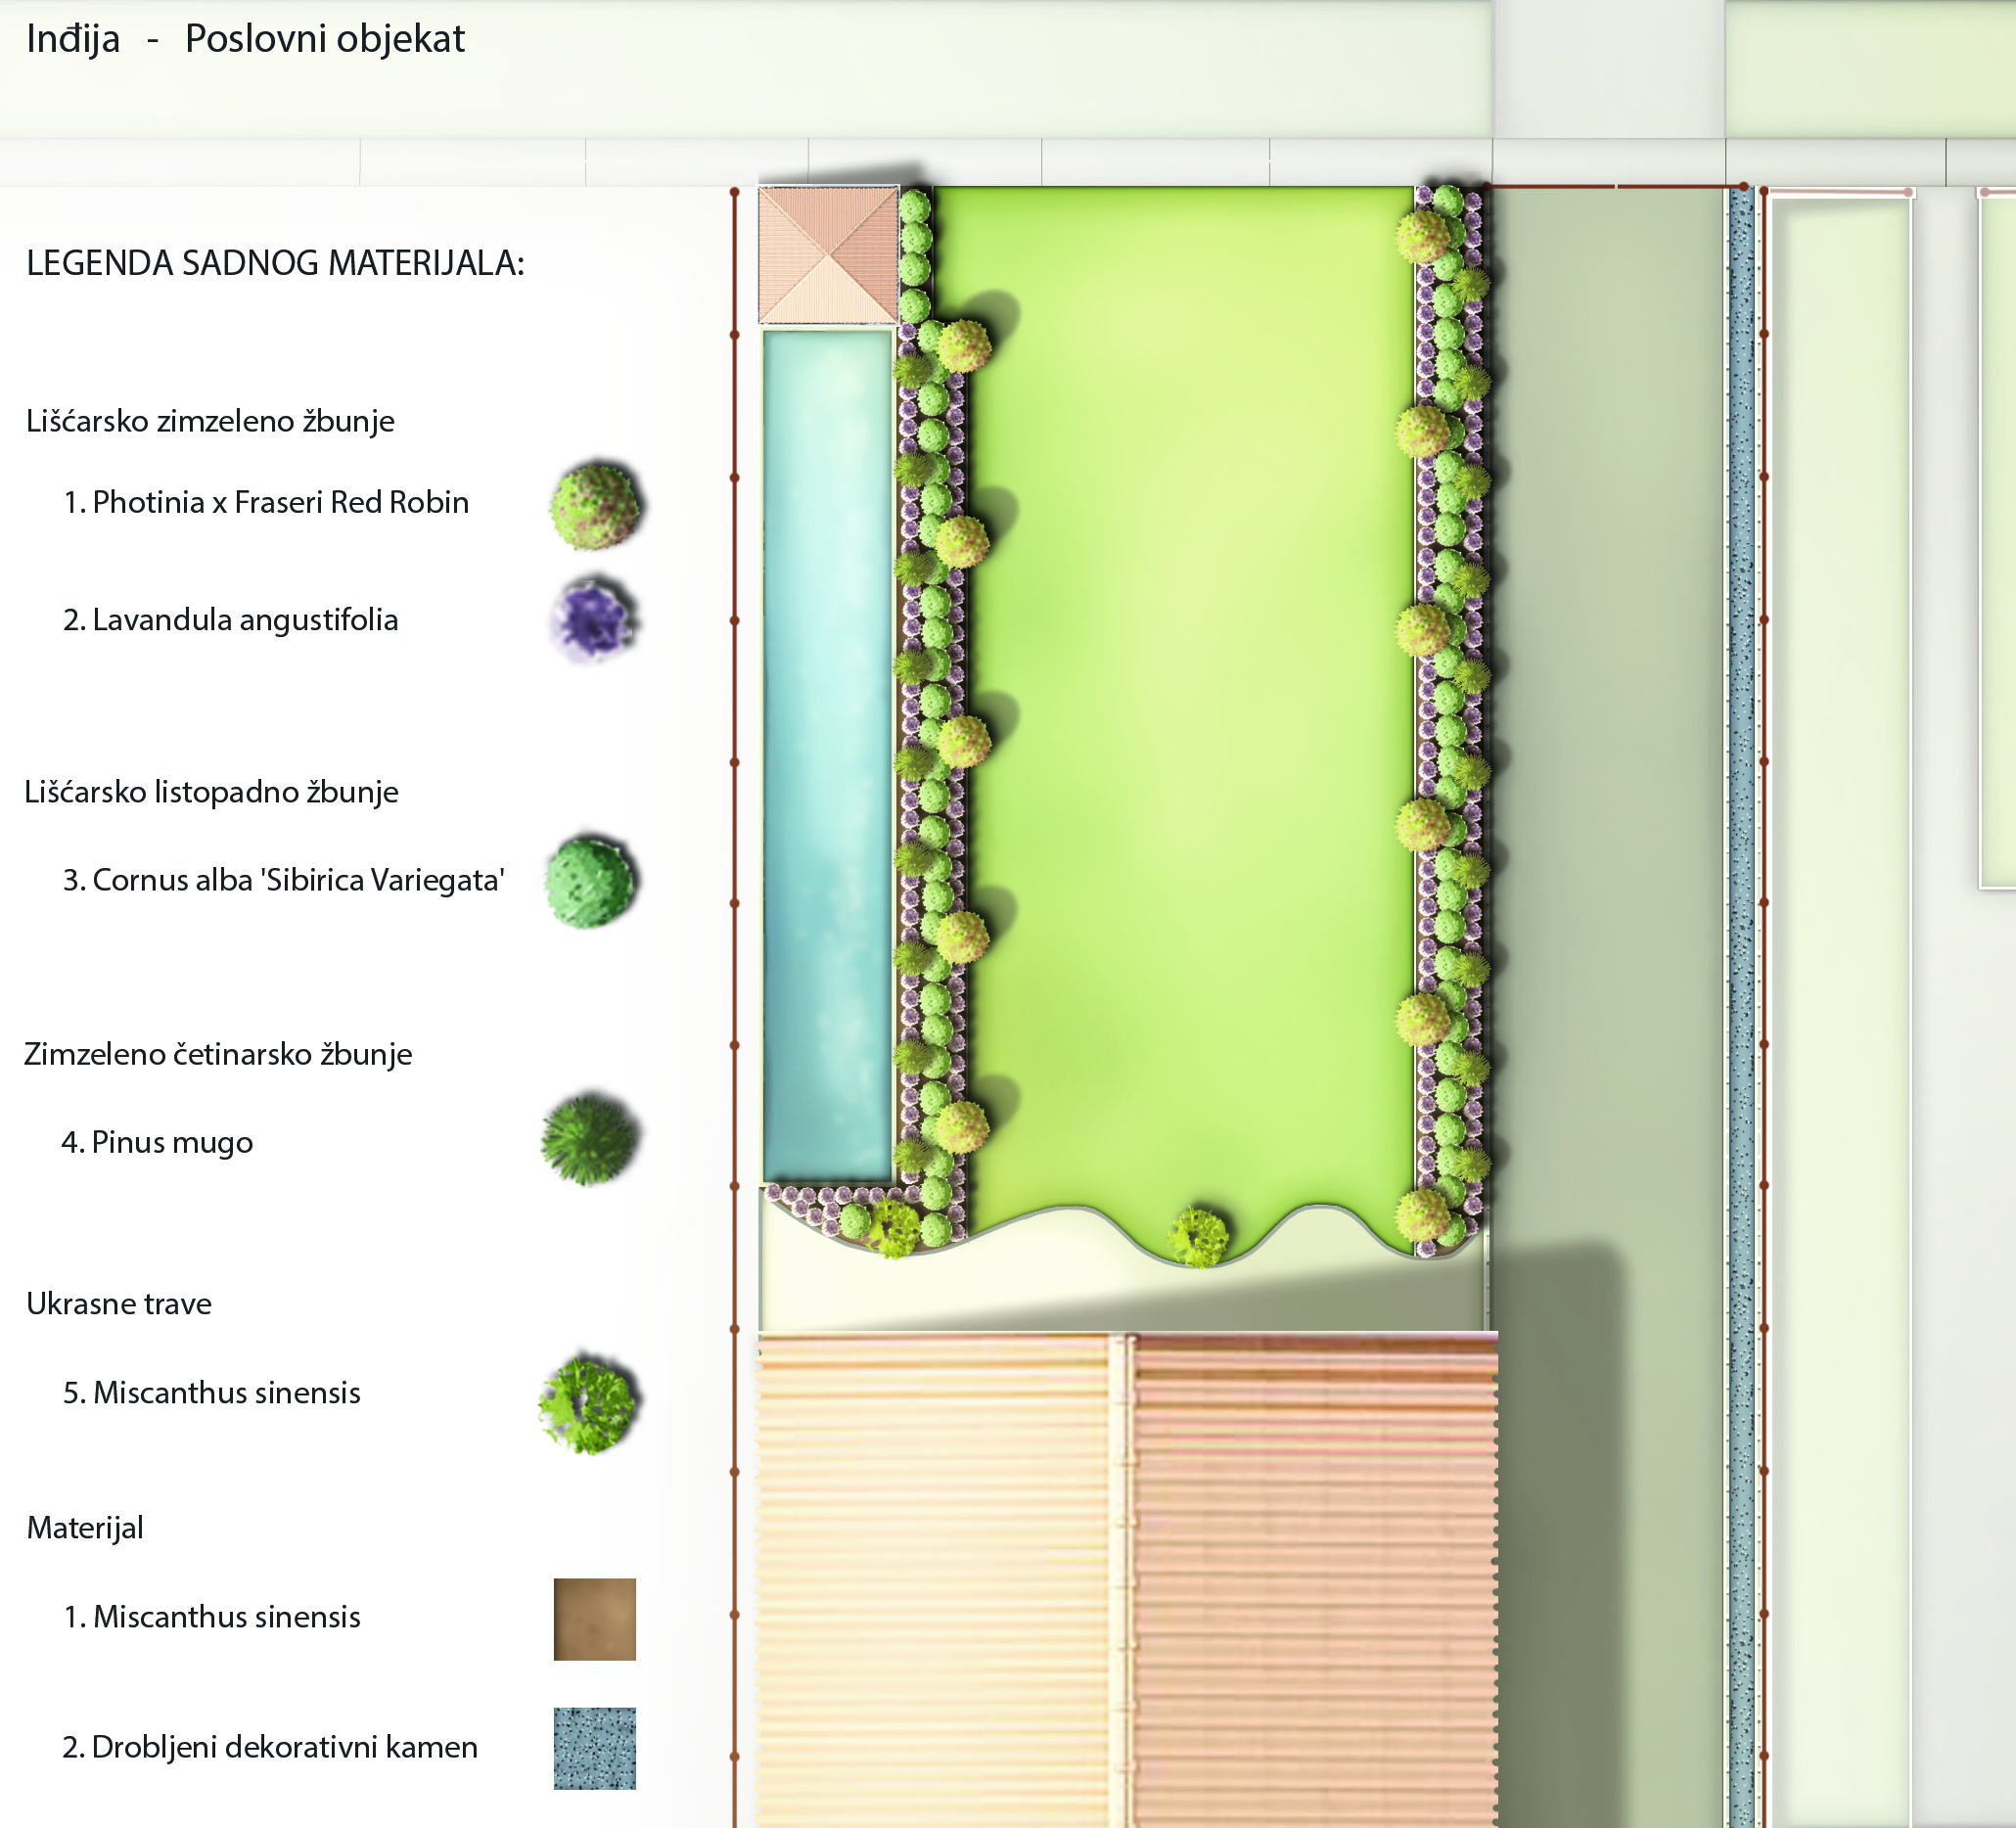 Inđija - Poslovni objekat
LEGENDA SADNOG MATERIJALA:
Lišćarsko zimzeleno žbunje
1. Photinia x Fraseri Red Robin
2. Lavandula angustifolia
Lišćarsko listopadno žbunje
3. Cornus alba 'Sibirica Variegata'
Zimzeleno četinarsko žbunje
4. Pinus mugo
Ukrasne trave
5. Miscanthus sinensis
Materijal
1. Miscanthus sinensis
2. Drobljeni dekorativni kamen